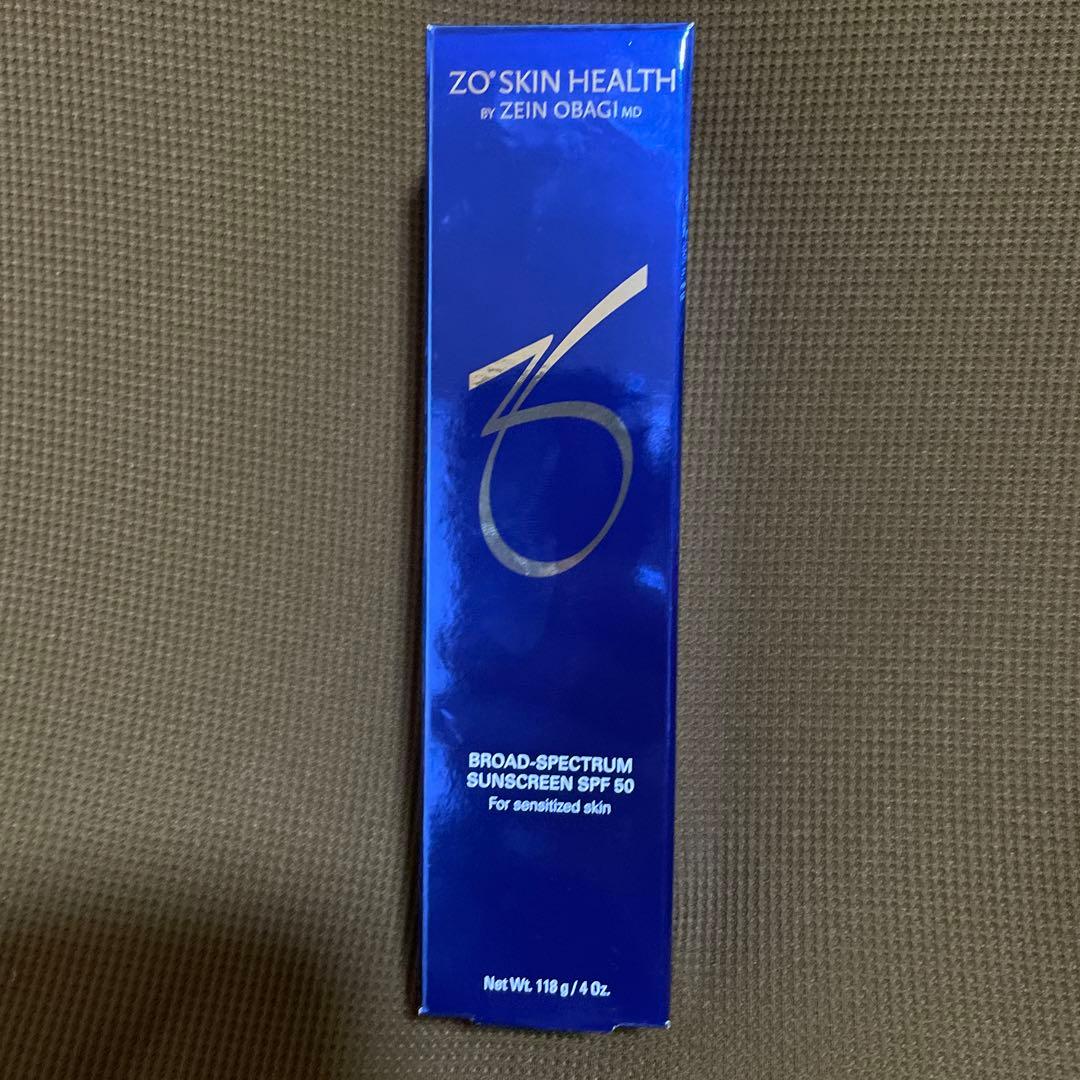 ZO® SKIN HEALTH
BY ZEIN OBAGI MD
BROAD-SPECTRUM
SUNSCREEN SPF 50
For sensitized skin
Net Wt. 118 g / 4 Oz.